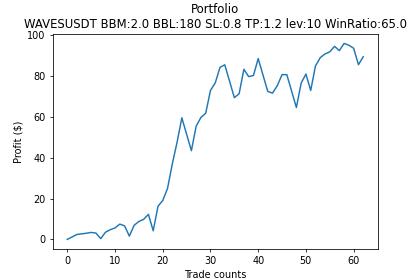 Portfolio
WAVESUSDT BBM:2.0 BBL:180 SL:0.8 TP:1.2 lev:10 WinRatio:65.0
100
80
60
40
20
0
Profit ($)
0 10 20 30 40 50 60
Trade counts